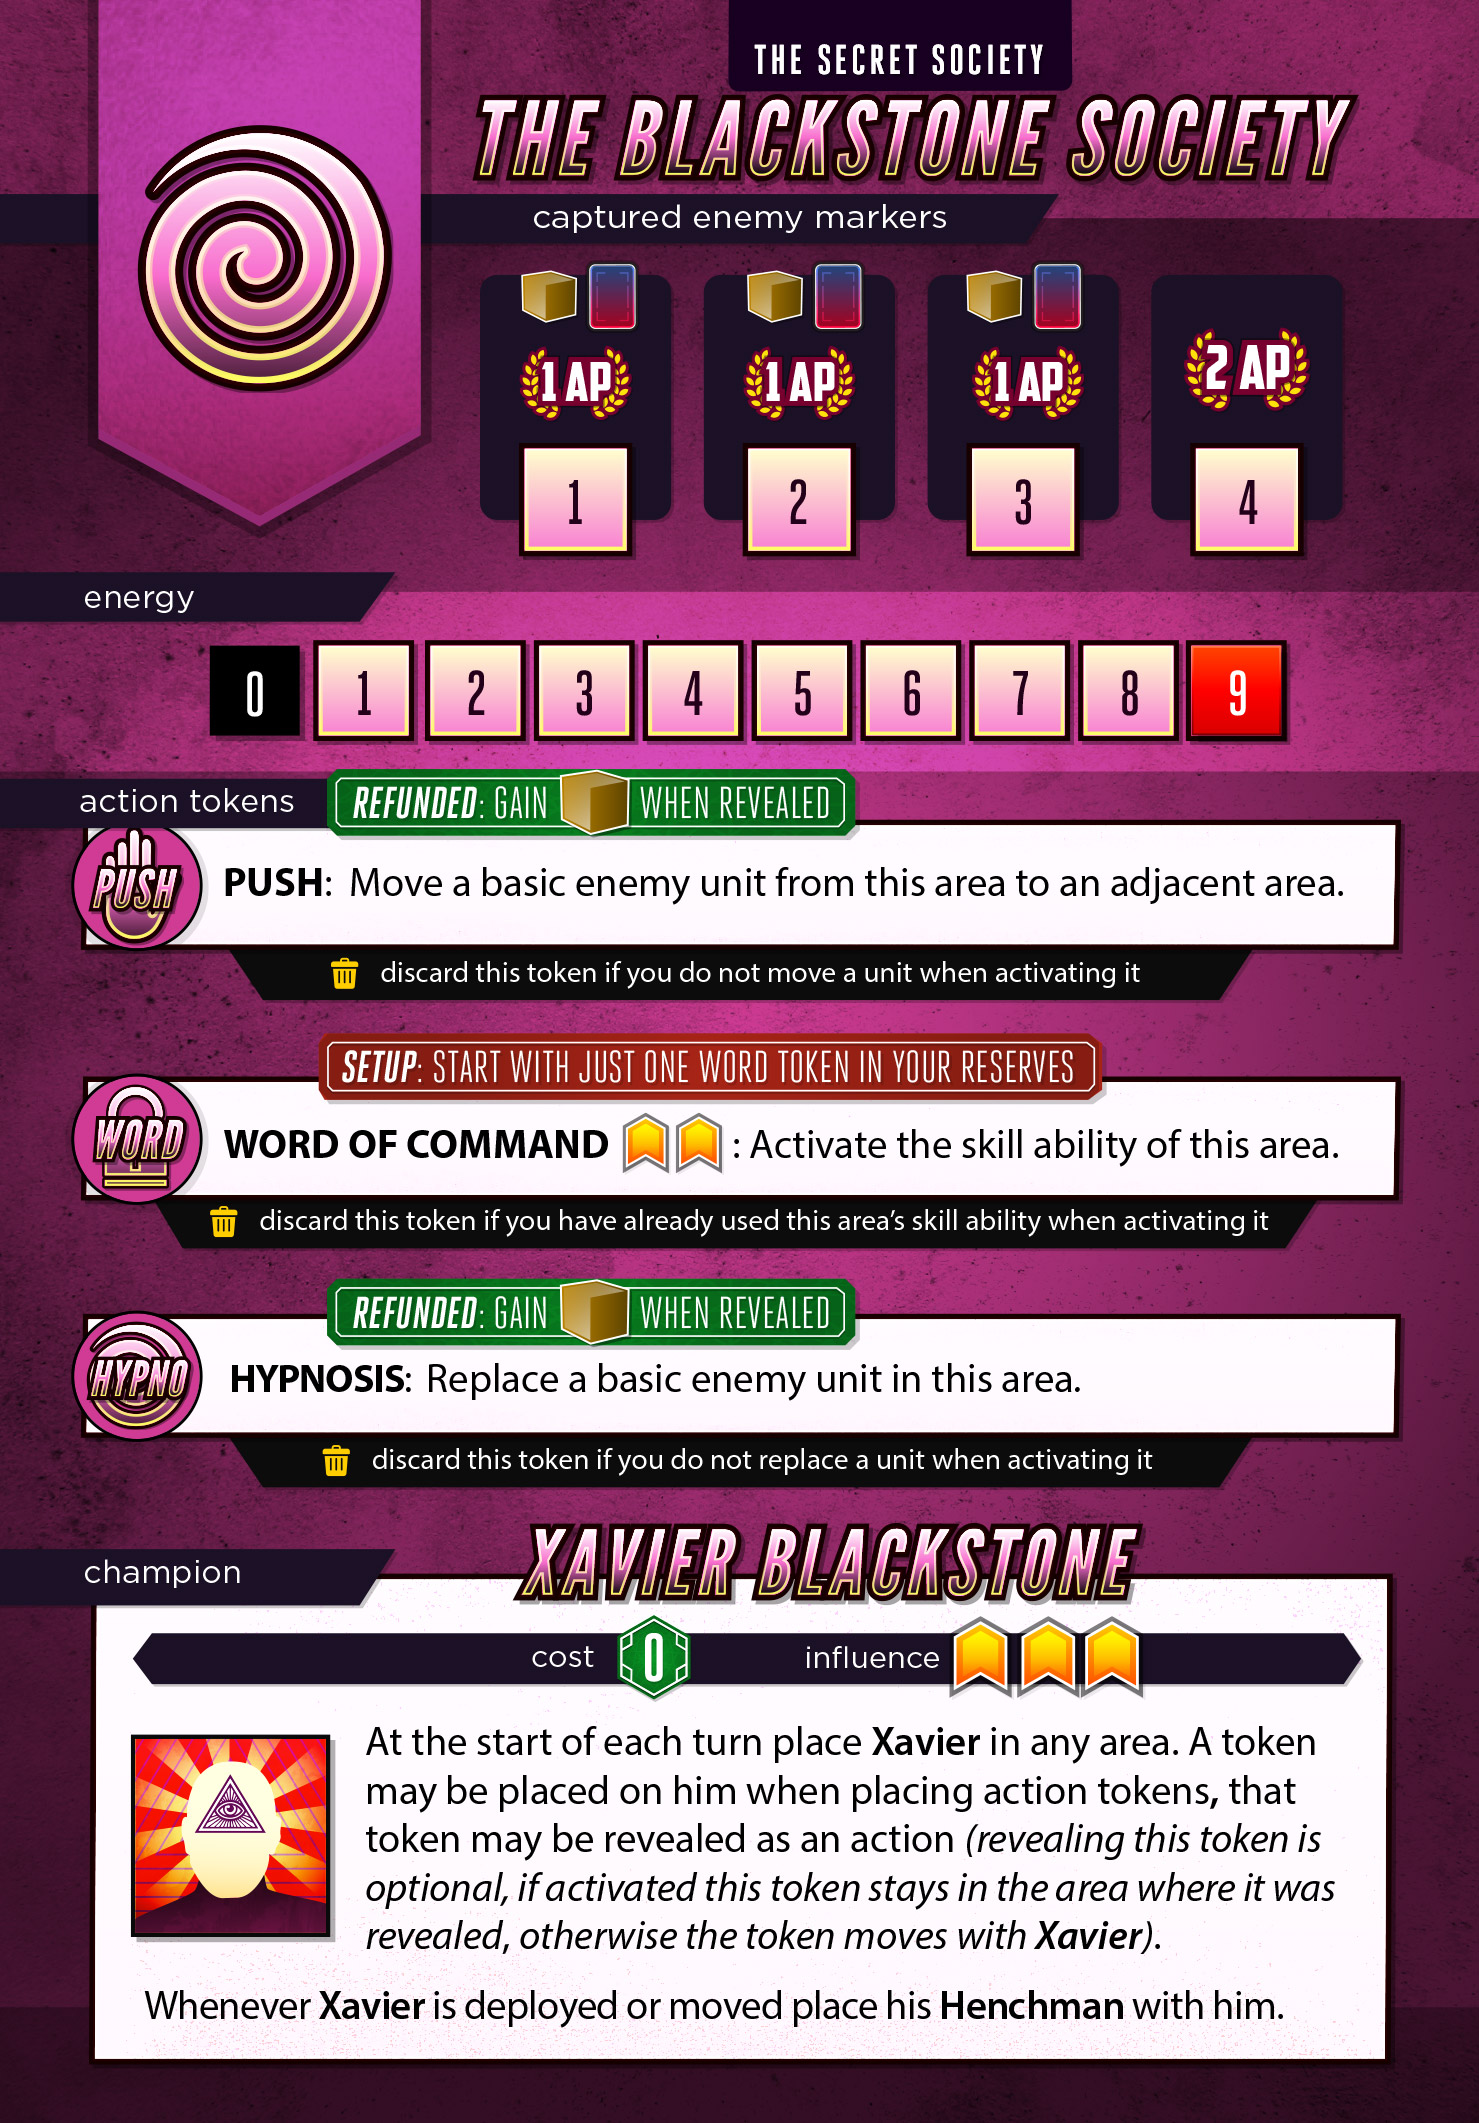 THE SECRET SOCIETY
THE BLACKSTONE SOCIETY
captured enemy markers
1 AP 1 AP 1 AP 2 AP
1 2 3 4
energy
0 1 2 3 4 5 6 7 8 9
action tokens
REFUNDED: GAIN WHEN REVEALED
PUSH
PUSH: Move a basic enemy unit from this area to an adjacent area.
discard this token if you do not move a unit when activating it
SETUP: START WITH JUST ONE WORD TOKEN IN YOUR RESERVES
WORD
WORD OF COMMAND : Activate the skill ability of this area.
discard this token if you have already used this area’s skill ability when activating it
REFUNDED: GAIN WHEN REVEALED
HYPNO
HYPNOSIS: Replace a basic enemy unit in this area.
discard this token if you do not replace a unit when activating it
XAVIER BLACKSTONE
champion
cost 0 influence
At the start of each turn place Xavier in any area. A token
may be placed on him when placing action tokens, that
token may be revealed as an action (revealing this token is
optional, if activated this token stays in the area where it was
revealed, otherwise the token moves with Xavier).
Whenever Xavier is deployed or moved place his Henchman with him.